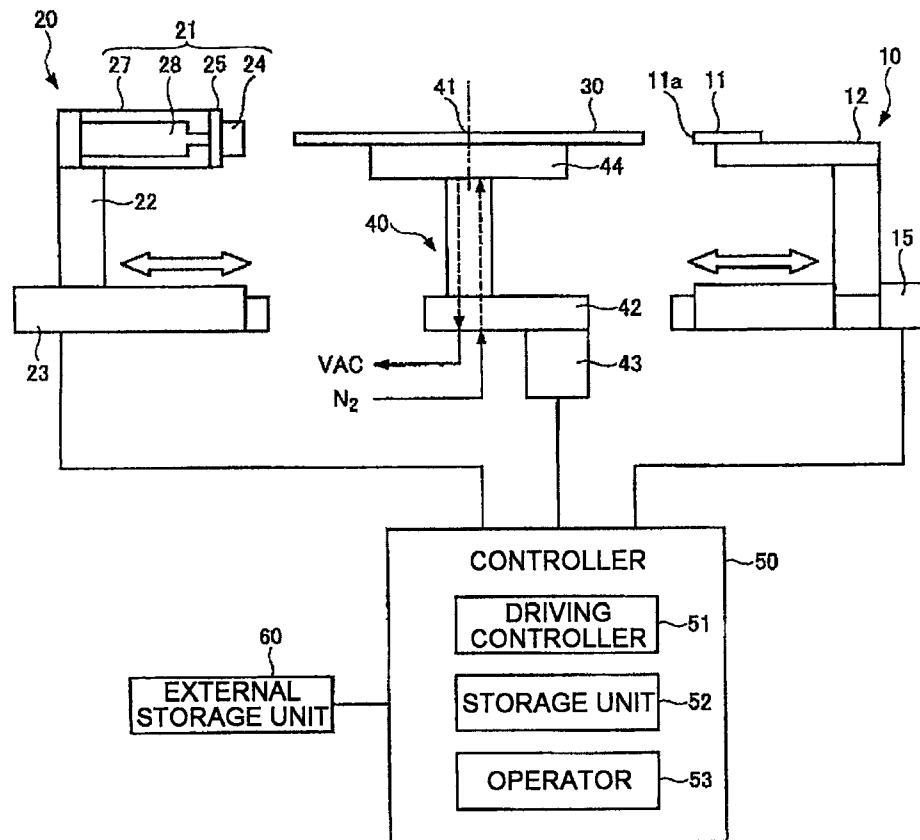 20
21
27 28 25 24
41
30
11a
11
12
10
44
22
40
15
42
23
VAC
43
N2
CONTROLLER
50
DRIVING
CONTROLLER
51
60
EXTERNAL
STORAGE UNIT
STORAGE UNIT
52
OPERATOR
53